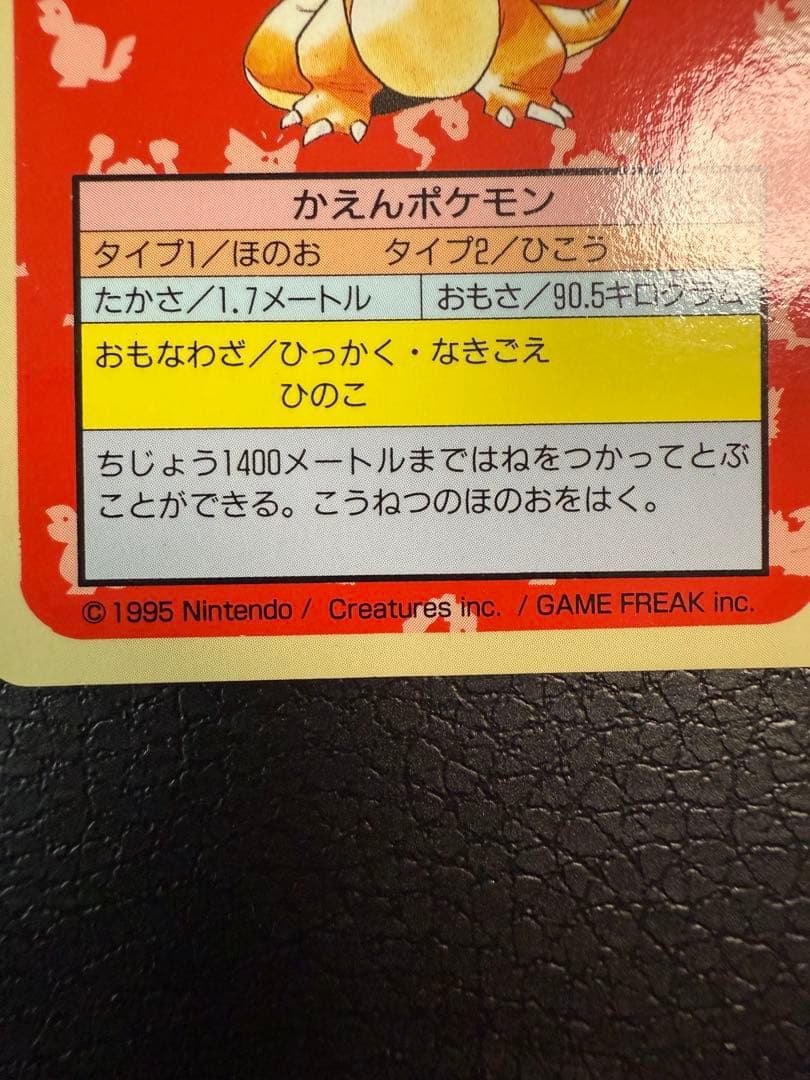 かえんポケモン
タイプ1／ほのお　タイプ2／ひこう
たかさ／1.7メートル　おもさ／90.5キログラム
おもなわざ／ひっかく・なきごえ
ひのこ
ちじょう1400メートルまではねをつかってとぶ
ことができる。こうねつのほのおをはく。
© 1995 Nintendo / Creatures inc. / GAME FREAK inc.